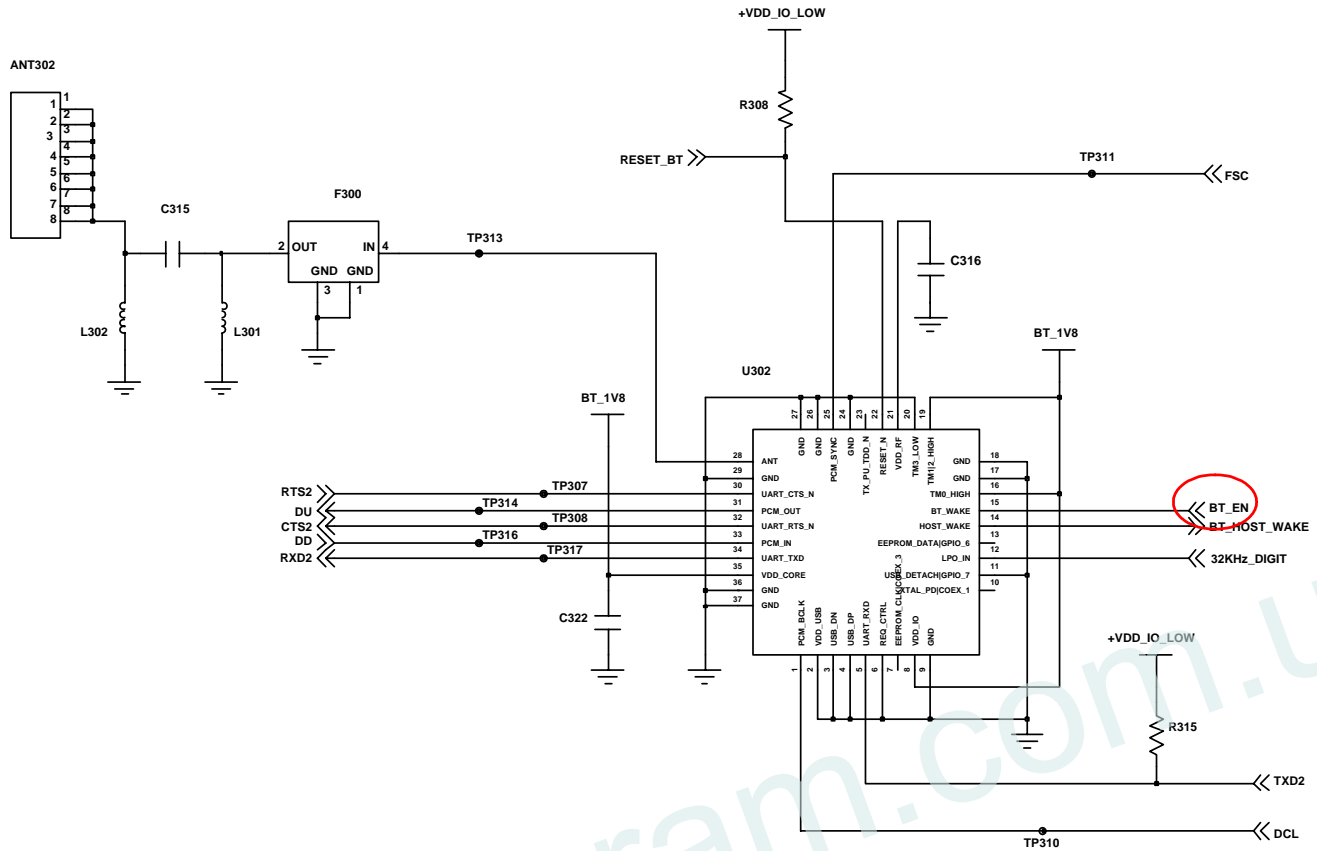 +VDD_IO_LOW
ANT302
1
2
3
4
5
6
7
8
1
2
3
4
5
6
7
8
R308
RESET_BT
TP311
FSC
C315
F300
2
OUT
IN
4
GND
GND
3
1
TP313
C316
L302
L301
BT_1V8
U302
BT_1V8
27
26
25
24
23
22
21
20
19
GND
GND
PCM_SYNC
GND
TX_PU_TDD_N
RESET_N
VDD_RF
TM3_LOW
TM1|2_HIGH
28
ANT
29
GND
30
UART_CTS_N
31
PCM_OUT
32
UART_RTS_N
33
PCM_IN
34
UART_TXD
35
VDD_CORE
36
GND
37
GND
GND
18
GND
17
TM0_HIGH
16
BT_WAKE
15
HOST_WAKE
14
EEPROM_DATA|GPIO_6
13
LPO_IN
12
USB_DETACH|GPIO_7
11
XTAL_PD|COEX_1
10
RTS2
TP307
DU
TP314
CTS2
TP308
DD
TP316
RXD2
TP317
BT_EN
BT_HOST_WAKE
32KHz_DIGIT
C322
PCM_BCLK
VDD_USB
USB_DN
USB_DP
UART_RXD
REQ_CTRL
EEPROM_CLK|COEX_3
VDD_IO
GND
1
2
3
4
5
6
7
8
9
+VDD_IO_LOW
R315
TXD2
TP310
DCL
ram.com.u